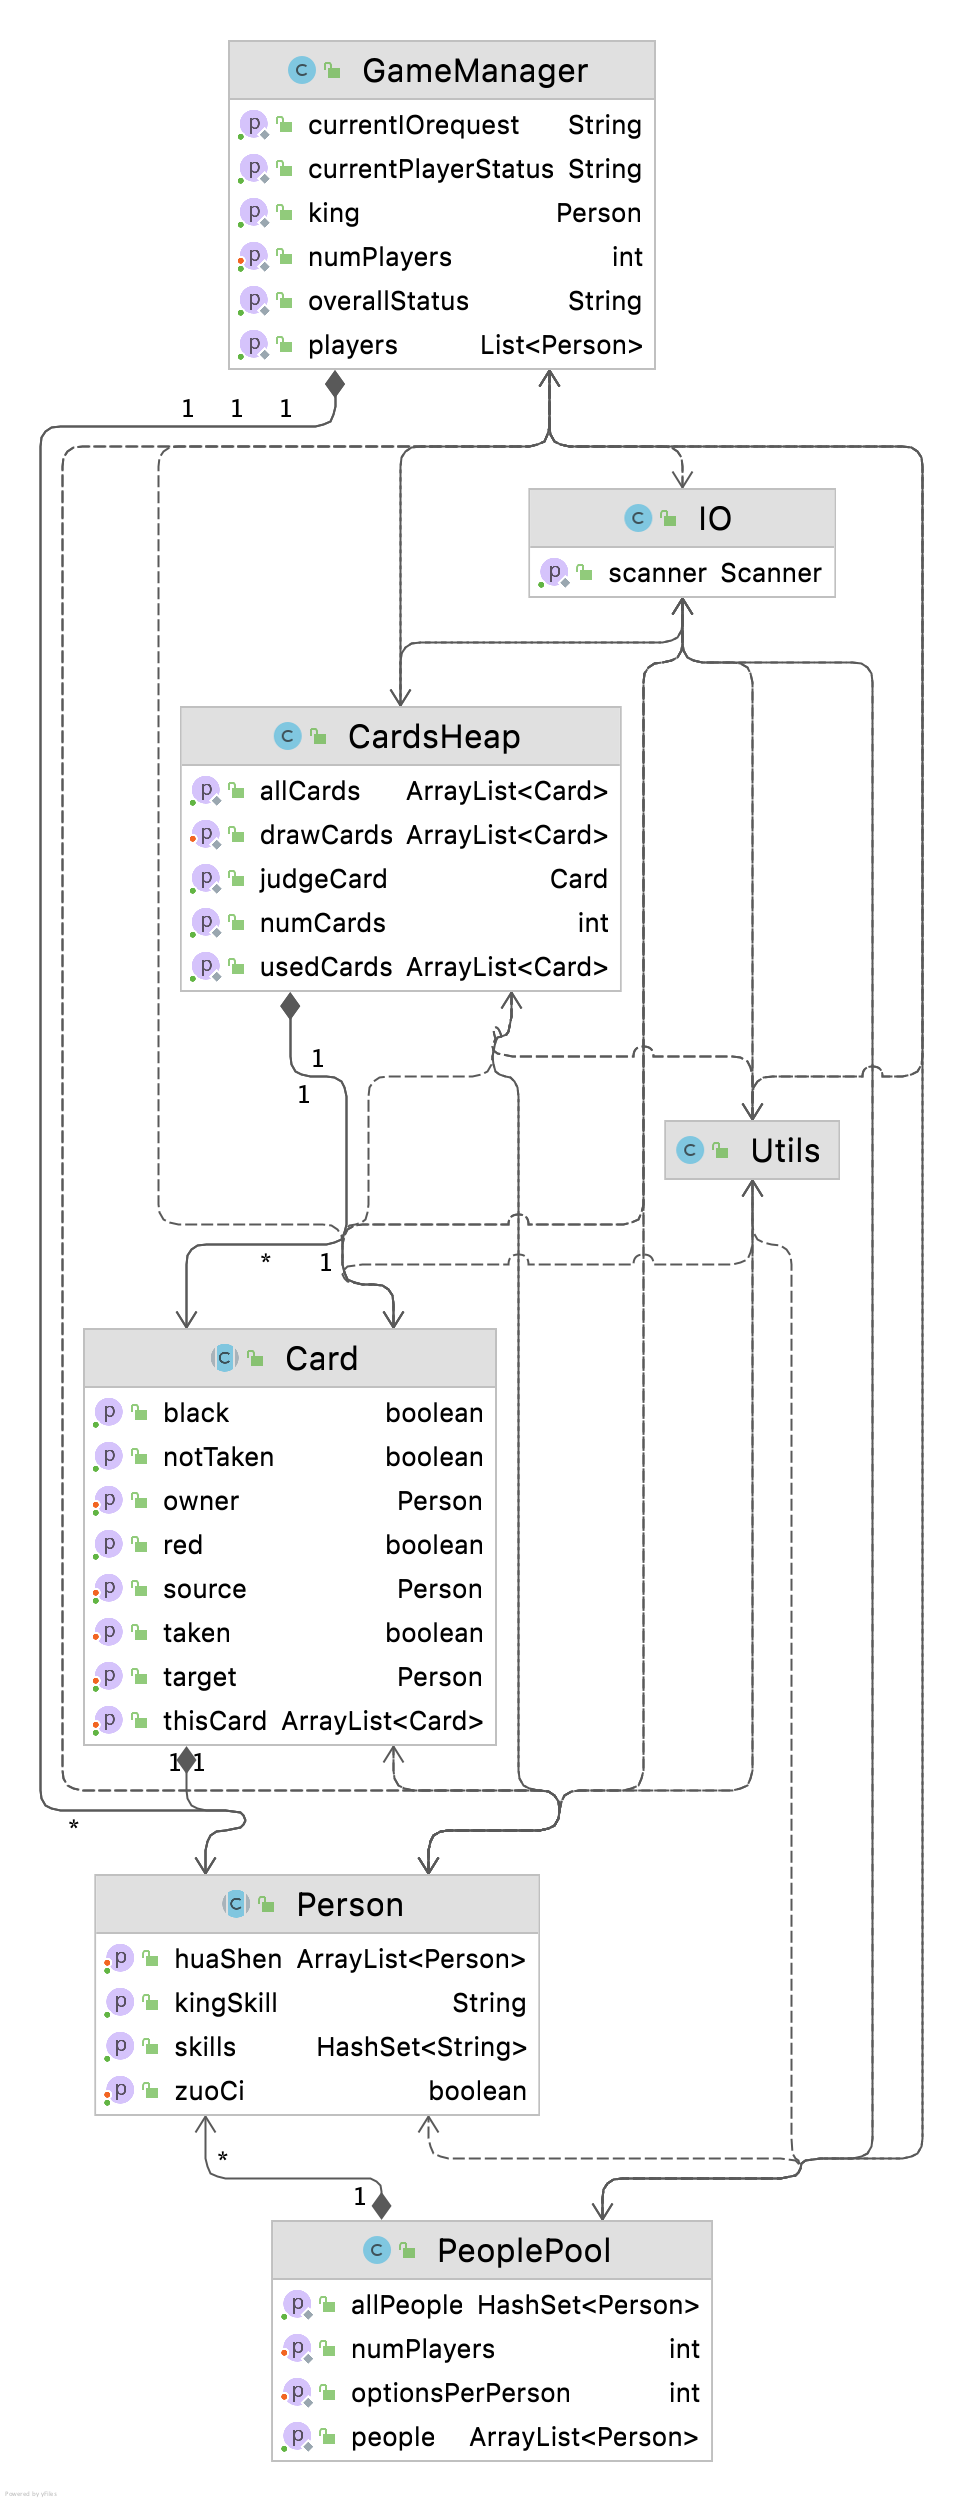 GameManager
currentIOrequest String
currentPlayerStatus String
king Person
numPlayers int
overallStatus String
players List<Person>
1 1 1
IO
scanner Scanner
CardsHeap
allCards ArrayList<Card>
drawCards ArrayList<Card>
judgeCard Card
numCards int
usedCards ArrayList<Card>
1
1
Utils
* 1
Card
black boolean
notTaken boolean
owner Person
red boolean
source Person
taken boolean
target Person
thisCard ArrayList<Card>
1 1
*
Person
huaShen ArrayList<Person>
kingSkill String
skills HashSet<String>
zuoCi boolean
*
1
PeoplePool
allPeople HashSet<Person>
numPlayers int
optionsPerPerson int
people ArrayList<Person>
Powered by yFiles